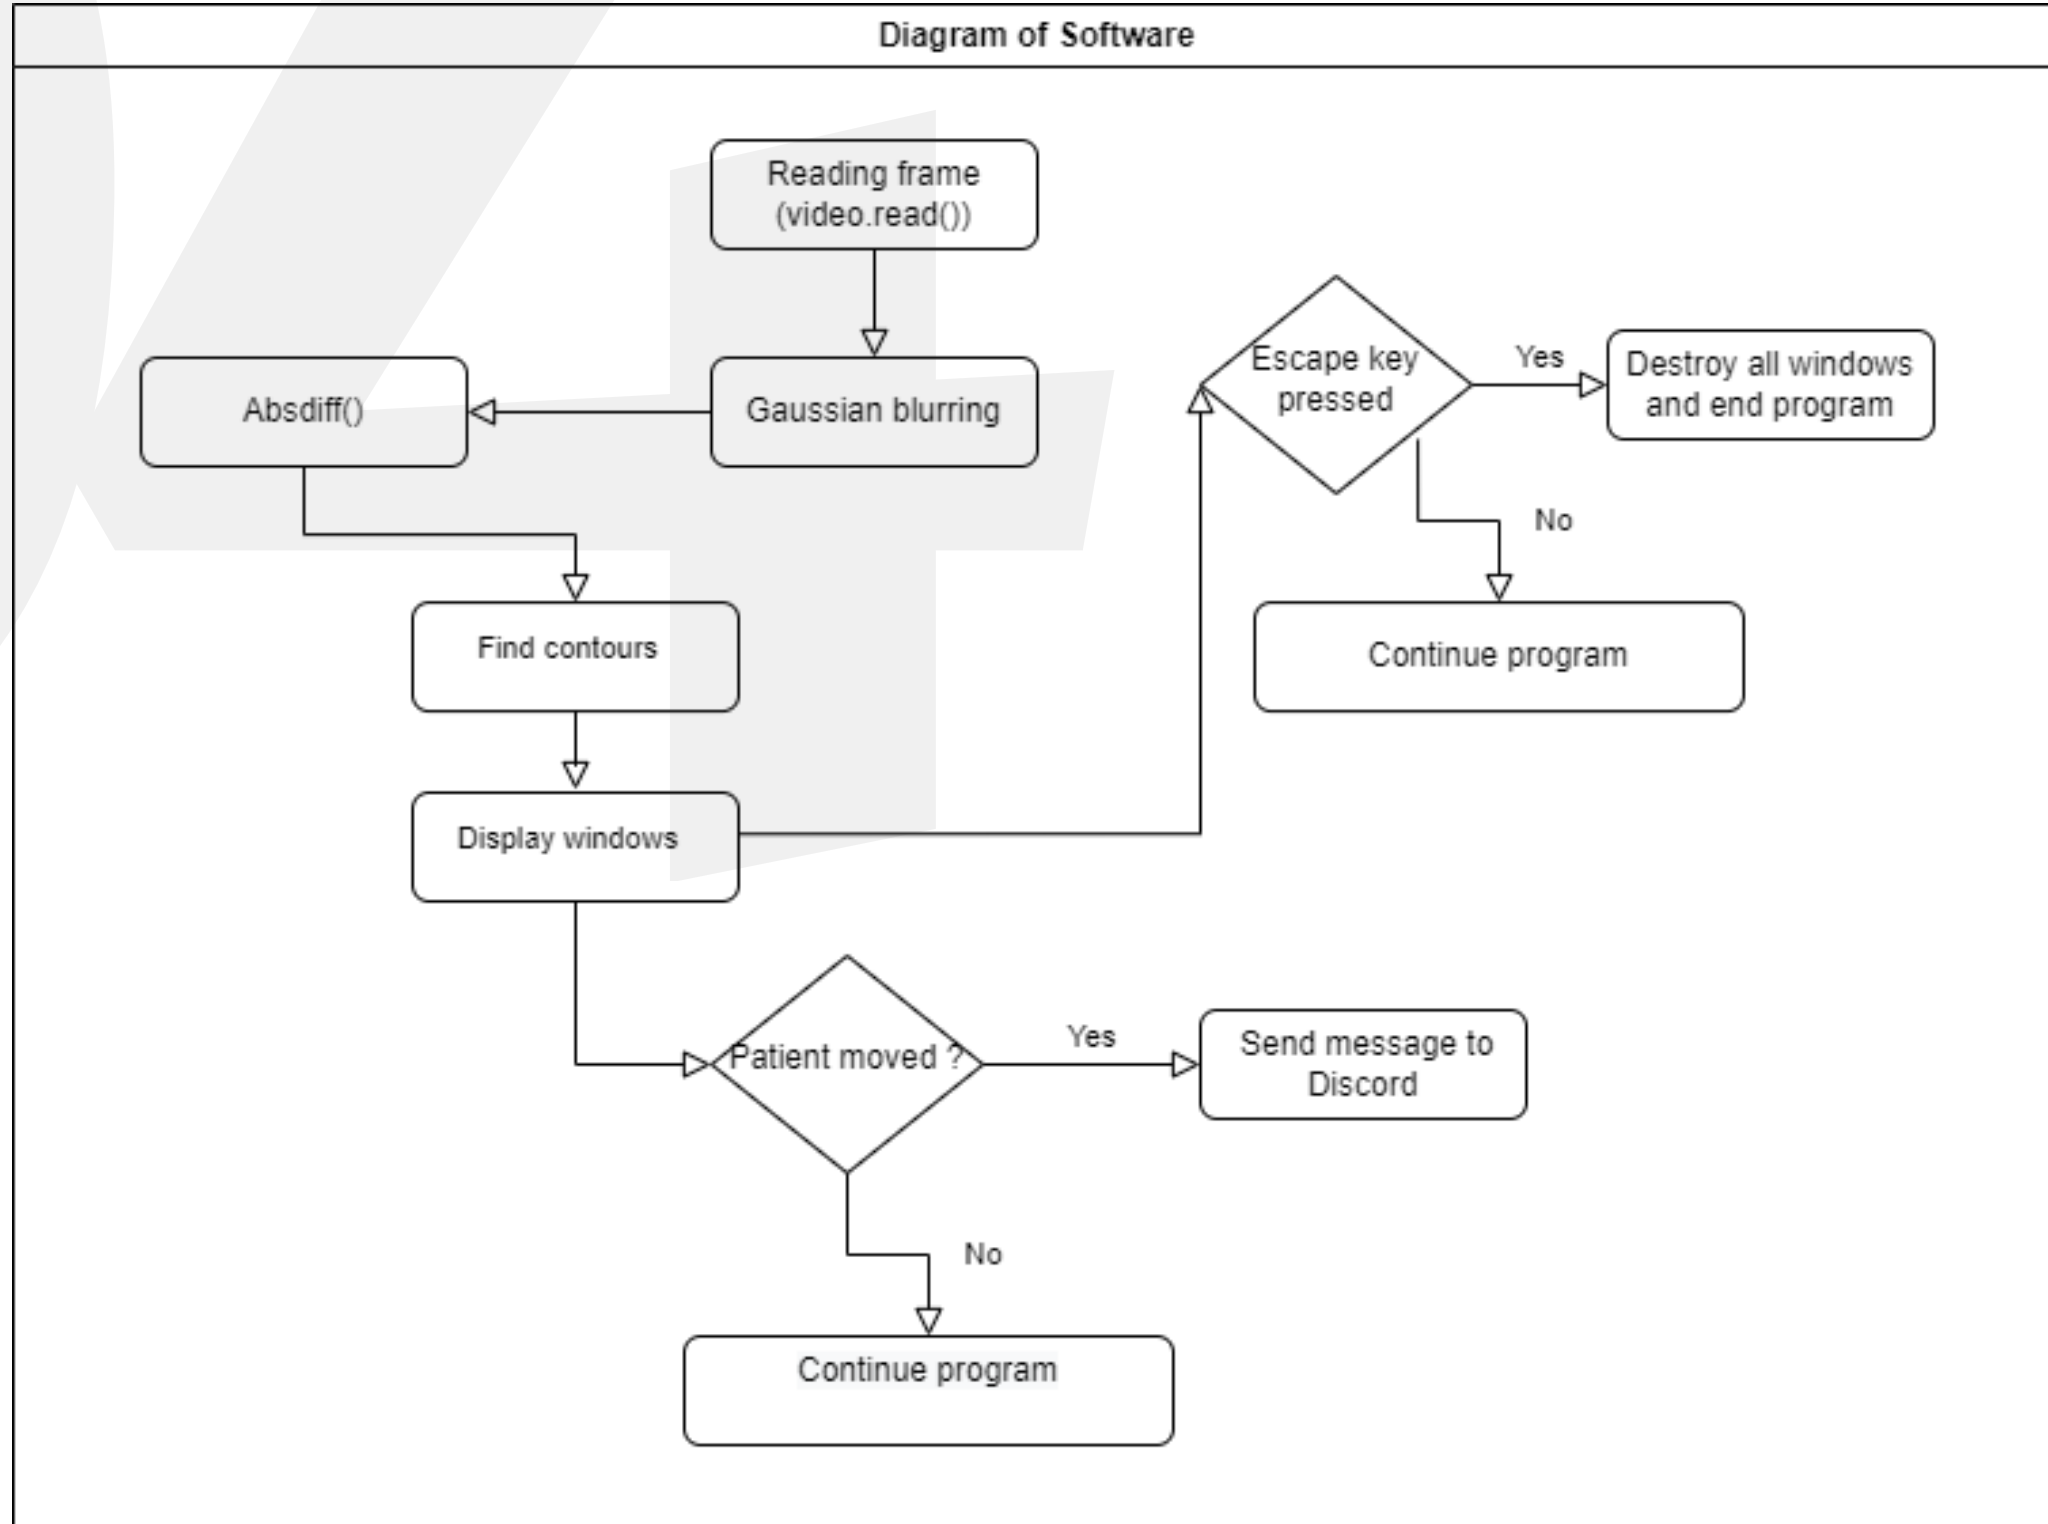 Diagram of Software
Reading frame
(video.read())
Gaussian blurring
Absdiff()
Find contours
Display windows
Escape key
pressed
Yes
Destroy all windows
and end program
No
Continue program
Patient moved ?
Yes
Send message to
Discord
No
Continue program